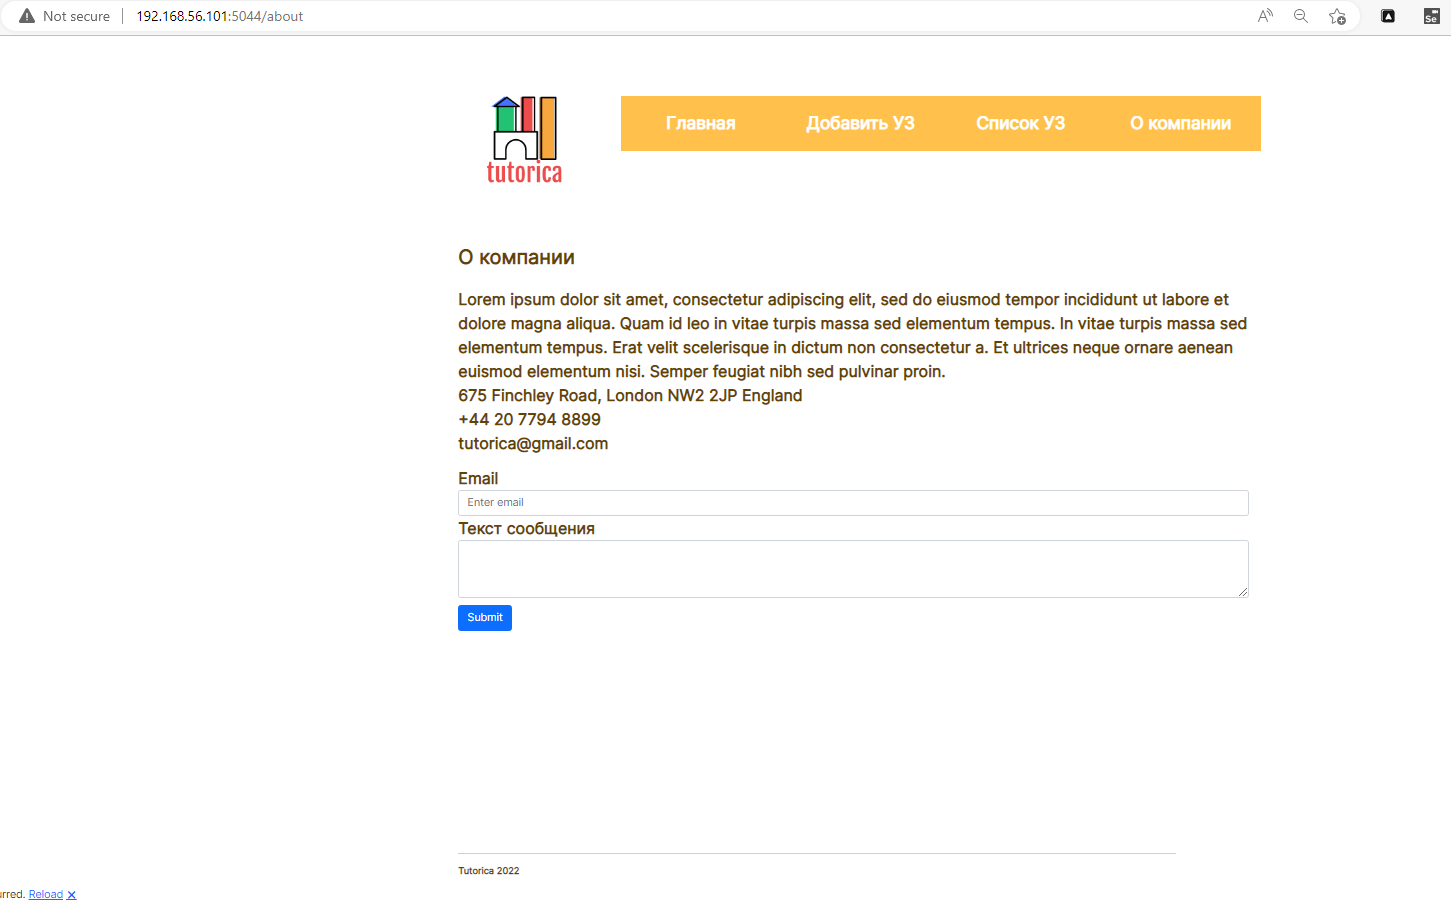 Not secure
192.168.56.101:5044/about
A))
Se
tutorica
Главная
Добавить УЗ
Список УЗ
О компании
О компании
Lorem ipsum dolor sit amet, consectetur adipiscing elit, sed do eiusmod tempor incididunt ut labore et
dolore magna aliqua. Quam id leo in vitae turpis massa sed elementum tempus. In vitae turpis massa sed
elementum tempus. Erat velit scelerisque in dictum non consectetur a. Et ultrices neque ornare aenean
euismod elementum nisi. Semper feugiat nibh sed pulvinar proin.
675 Finchley Road, London NW2 2JP England
+44 20 7794 8899
tutorica@gmail.com
Email
Enter email
Текст сообщения
Submit
Tutorica 2022
urred. Reload ✕